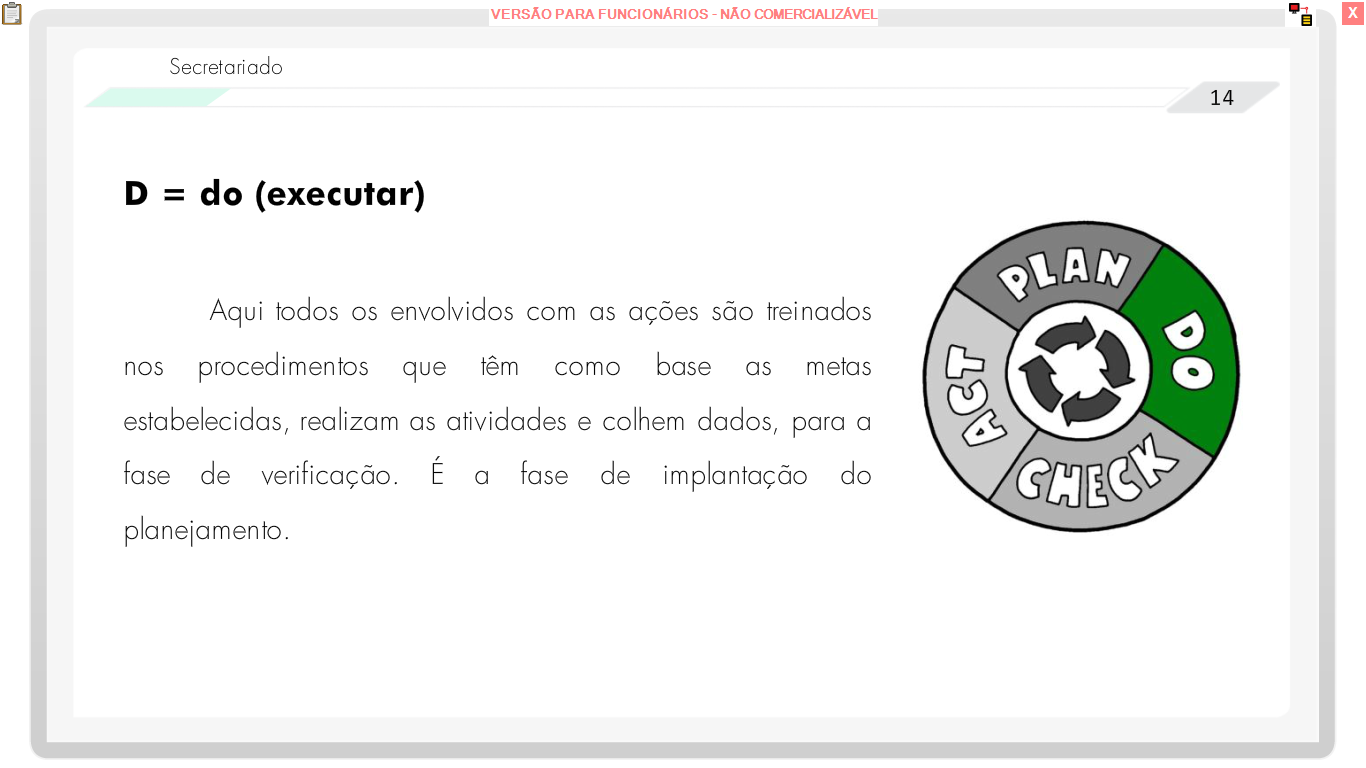 VERSÃO PARA FUNCIONÁRIOS - NÃO COMERCIALIZÁVEL
X
Secretariado
14
D = do (executar)
Aqui todos os envolvidos com as ações são treinados
nos procedimentos que têm como base as metas
estabelecidas, realizam as atividades e colhem dados, para a
fase de verificação. É a fase de implantação do
planejamento.
PLAN
DO
CHECK
ACT